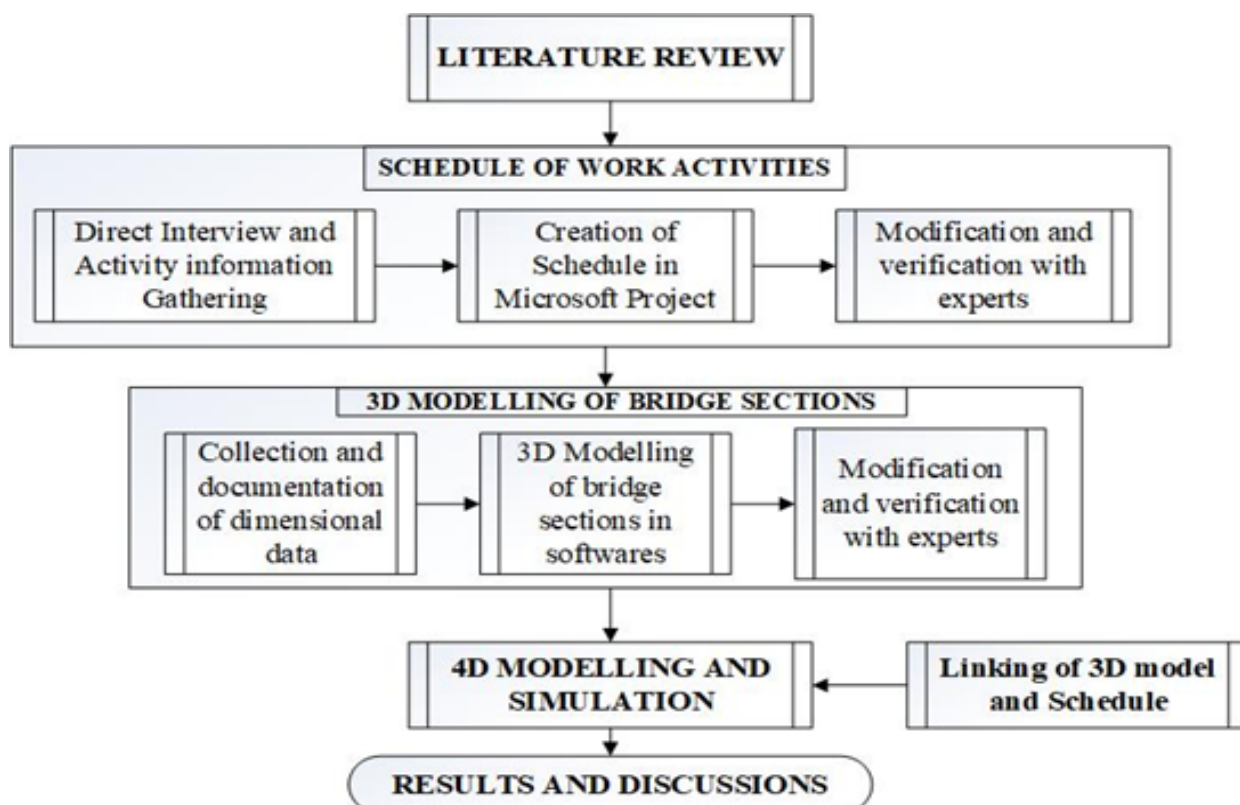 LITERATURE REVIEW
SCHEDULE OF WORK ACTIVITIES
Direct Interview and
Activity information
Gathering
Creation of
Schedule in
Microsoft Project
Modification and
verification with
experts
3D MODELLING OF BRIDGE SECTIONS
Collection and
documentation
of dimensional
data
3D Modelling
of bridge
sections in
softwares
Modification
and verification
with experts
4D MODELLING AND
SIMULATION
Linking of 3D model
and Schedule
RESULTS AND DISCUSSIONS